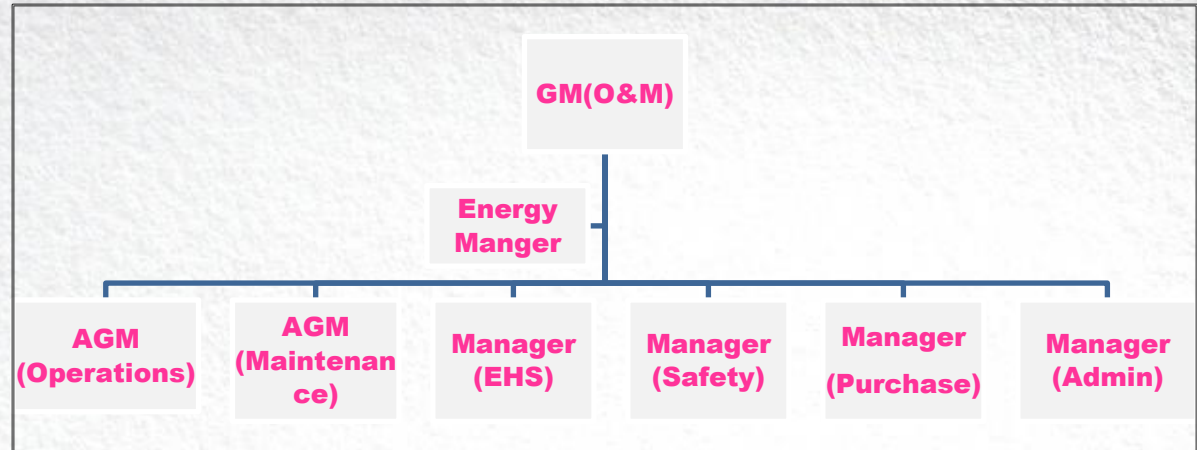 GM(O&M)
Energy
Manger
AGM
(Operations)
AGM
(Maintenan
ce)
Manager
(EHS)
Manager
(Safety)
Manager
(Purchase)
Manager
(Admin)